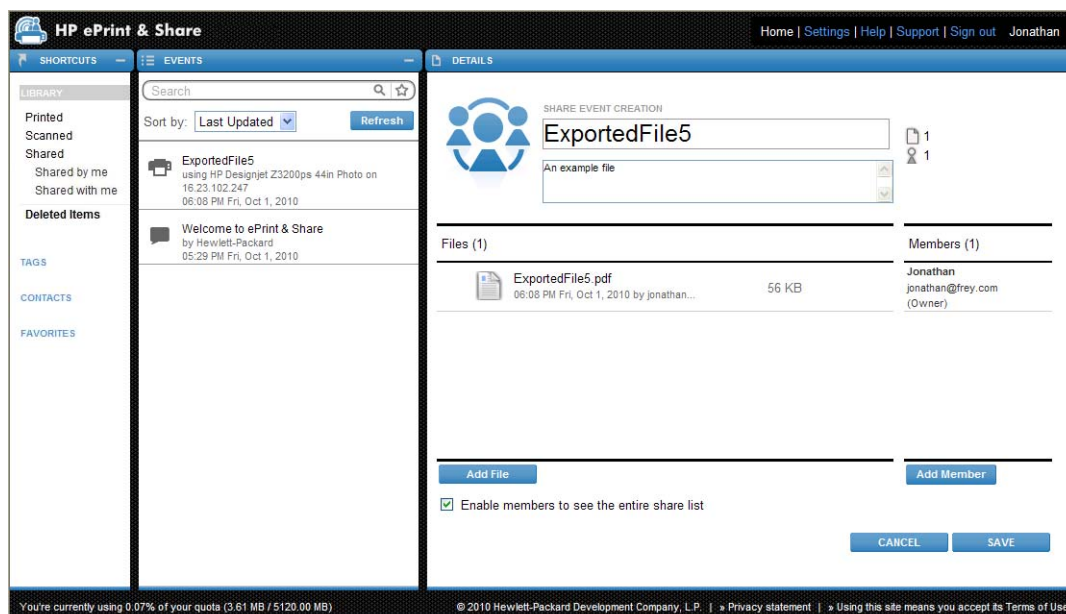 HP ePrint & Share
Home | Settings | Help | Support | Sign out Jonathan
SHORTCUTS
EVENTS
DETAILS
LIBRARY
Printed
Scanned
Shared
Shared by me
Shared with me
Deleted Items
TAGS
CONTACTS
FAVORITES
Search
Sort by: Last Updated Refresh
ExportedFile5
using HP Designjet Z3200ps 44in Photo on
16.23.102.247
06:08 PM Fri, Oct 1, 2010
Welcome to ePrint & Share
by Hewlett-Packard
05:29 PM Fri, Oct 1, 2010
SHARE EVENT CREATION
ExportedFile5
1
1
An example file
Files (1)
Members (1)
ExportedFile5.pdf
06:08 PM Fri, Oct 1, 2010 by jonathan...
56 KB
Jonathan
jonathan@frey.com
(Owner)
Add File
Add Member
Enable members to see the entire share list
CANCEL SAVE
You're currently using 0.07% of your quota (3.61 MB / 5120.00 MB)
© 2010 Hewlett-Packard Development Company, L.P. | » Privacy statement | » Using this site means you accept its Terms of Use